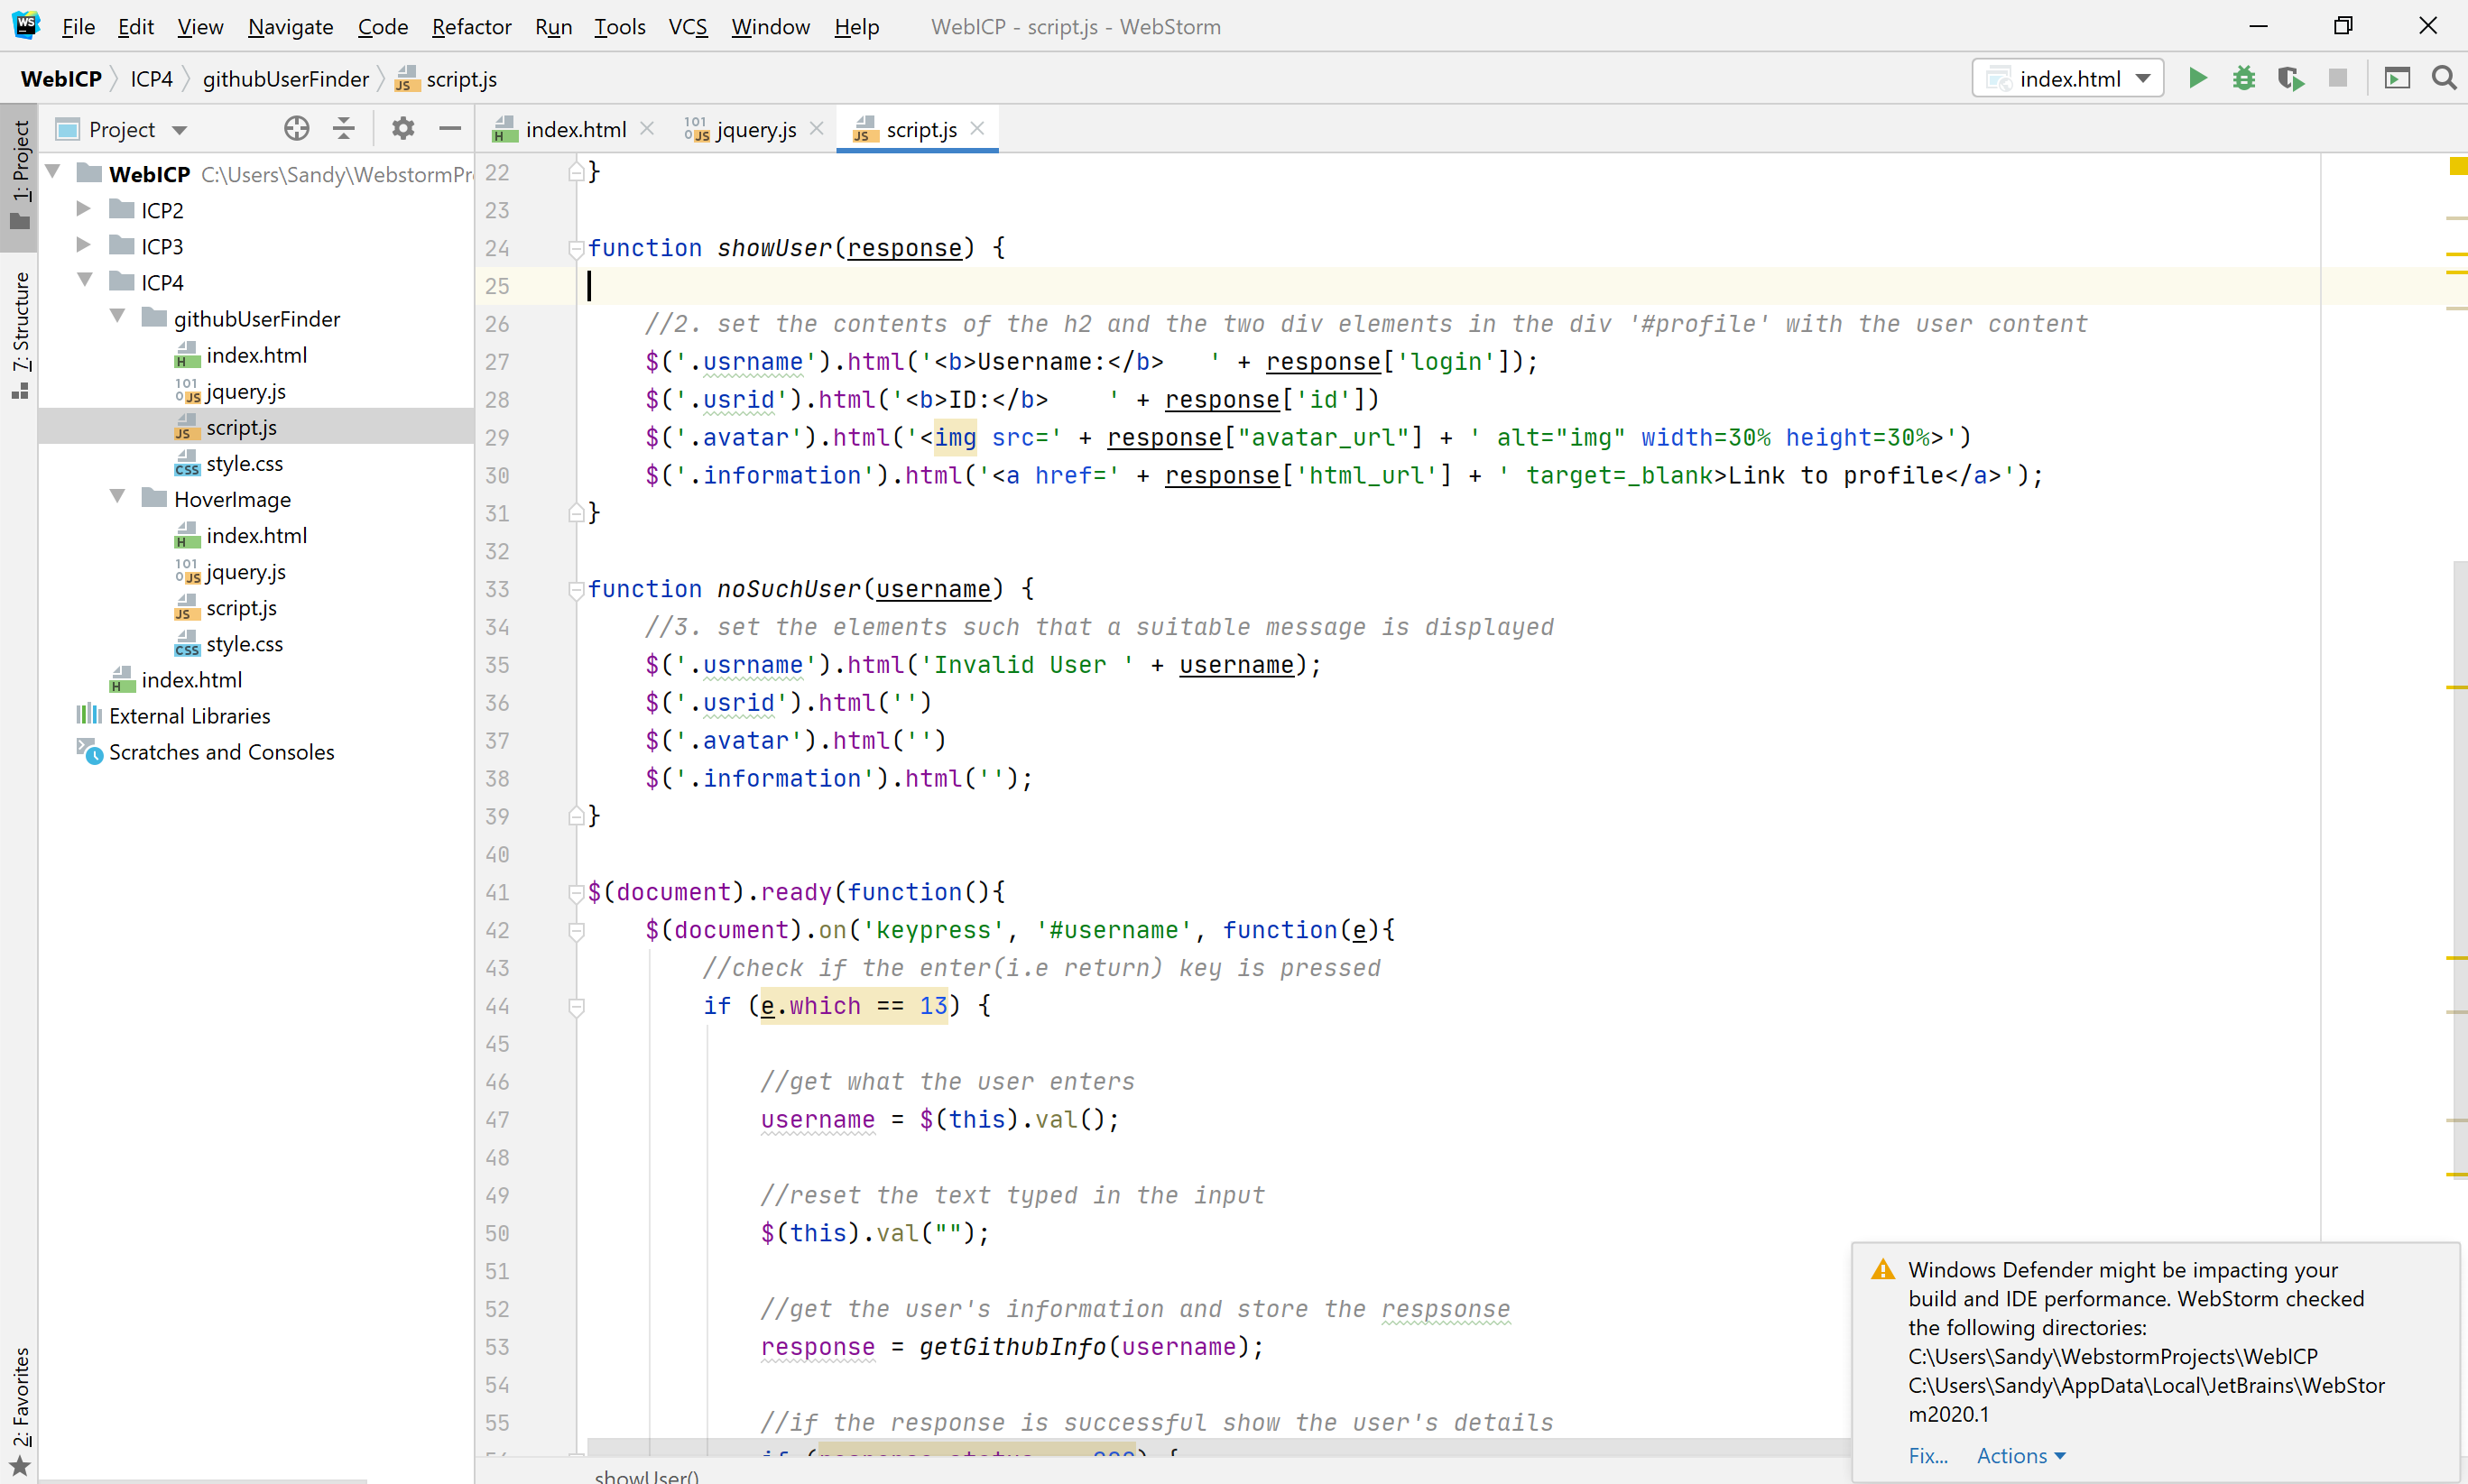 WS File Edit View Navigate Code Refactor Run Tools VCS Window Help WebICP - script.js - WebStorm
WebICP ICP4 githubUserFinder script.js index.html
1: Project
7: Structure
2: Favorites
Project
WebICP C:\Users\Sandy\WebstormPr
ICP2
ICP3
ICP4
githubUserFinder
index.html
jquery.js
script.js
style.css
HoverImage
index.html
jquery.js
script.js
style.css
index.html
External Libraries
Scratches and Consoles
index.html jquery.js script.js
22 }
23
24 function showUser(response) {
25
26 //2. set the contents of the h2 and the two div elements in the div '#profile' with the user content
27 $('.usrname').html('<b>Username:</b>   ' + response['login']);
28 $('.usrid').html('<b>ID:</b>    ' + response['id'])
29 $('.avatar').html('<img src=' + response["avatar_url"] + ' alt="img" width=30% height=30%>')
30 $('.information').html('<a href=' + response['html_url'] + ' target=_blank>Link to profile</a>');
31 }
32
33 function noSuchUser(username) {
34 //3. set the elements such that a suitable message is displayed
35 $('.usrname').html('Invalid User ' + username);
36 $('.usrid').html('')
37 $('.avatar').html('')
38 $('.information').html('');
39 }
40
41 $(document).ready(function(){
42 $(document).on('keypress', '#username', function(e){
43 //check if the enter(i.e return) key is pressed
44 if (e.which == 13) {
45
46 //get what the user enters
47 username = $(this).val();
48
49 //reset the text typed in the input
50 $(this).val("");
51
52 //get the user's information and store the respsonse
53 response = getGithubInfo(username);
54
55 //if the response is successful show the user's details
showUser()
Windows Defender might be impacting your
build and IDE performance. WebStorm checked
the following directories:
C:\Users\Sandy\WebstormProjects\WebICP
C:\Users\Sandy\AppData\Local\JetBrains\WebStor
m2020.1
Fix... Actions